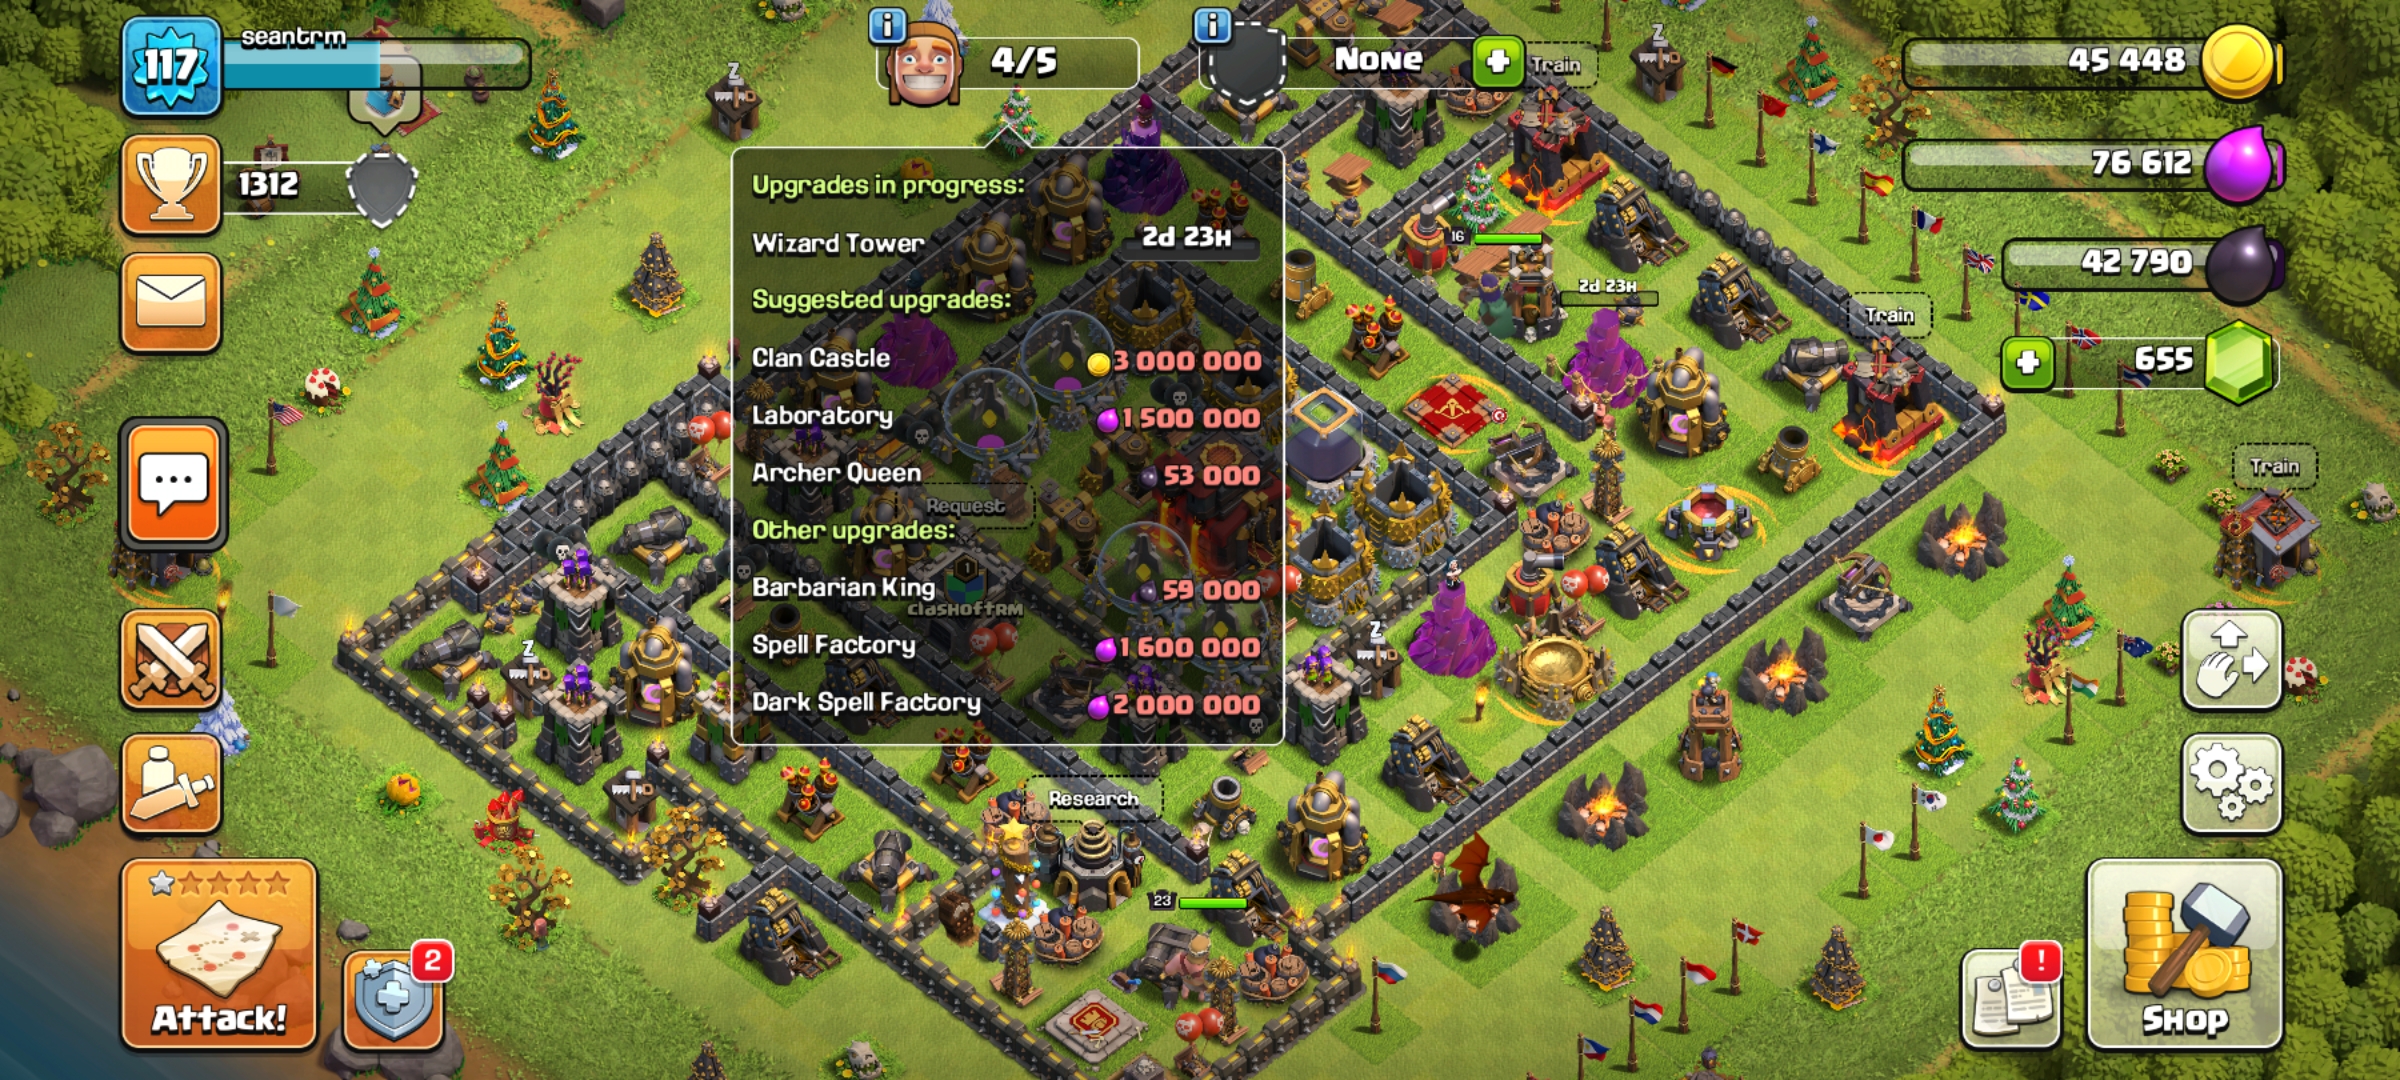 117
seantrm
4/5
None
Train
45 448
1312
76 612
42 790
655
Upgrades in progress:
Wizard Tower 2d 23H
Suggested upgrades:
Clan Castle 3 000 000
Laboratory 1 500 000
Archer Queen 53 000
Request
Other upgrades:
Barbarian King 59 000
clashoftrm
Spell Factory 1 600 000
Dark Spell Factory 2 000 000
Z
16
2d 23H
Z
Train
Train
Z
Z
1
Research
23
Attack!
2
!
Shop